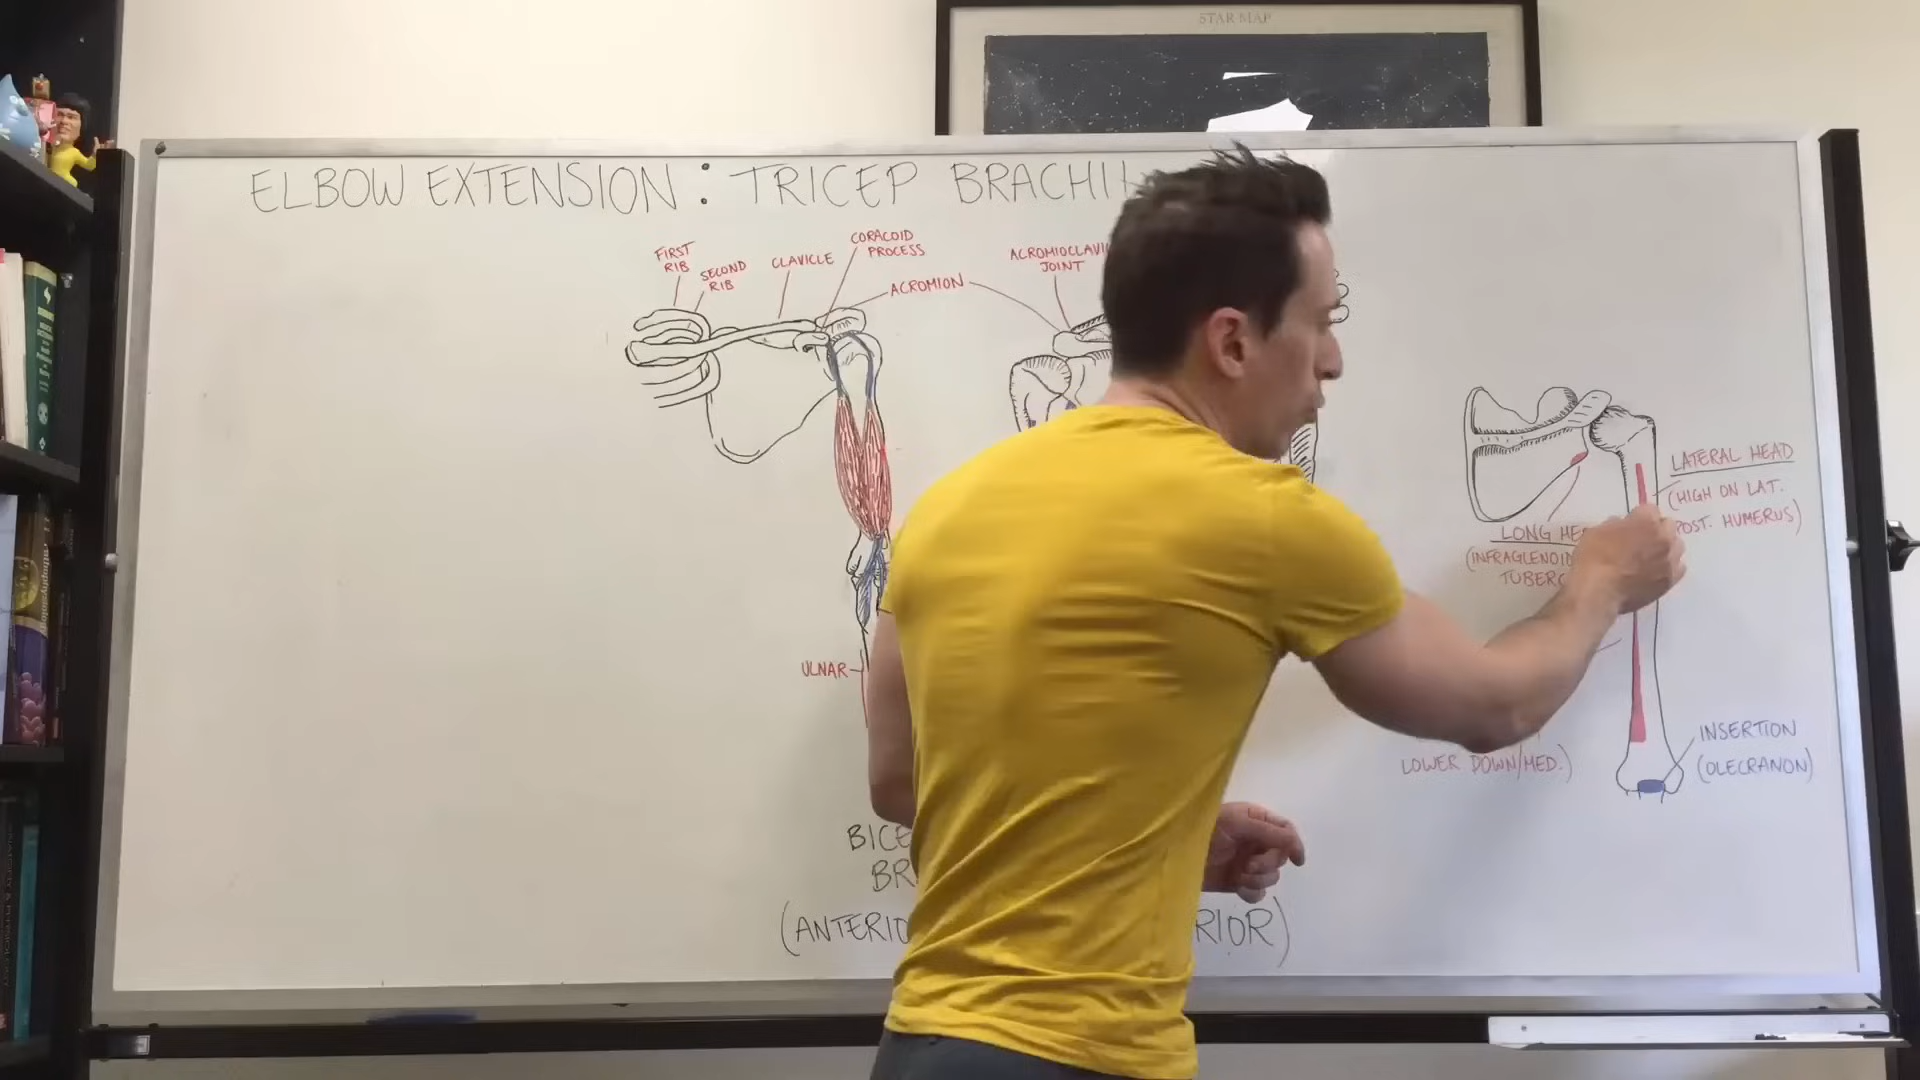 STAR MAP
ELBOW EXTENSION: TRICEP BRACHII
FIRST
RIB
SECOND
RIB
CLAVICLE
CORACOID
PROCESS
ACROMION
ACROMIOCLAVI
JOINT
LATERAL HEAD
(HIGH ON LAT.
POST. HUMERUS)
LONG HE
(INFRAGLENOID
TUBERC
ULNAR
LOWER DOWN/MED.)
INSERTION
(OLECRANON)
BICE
BR
(ANTERIO
RIOR)